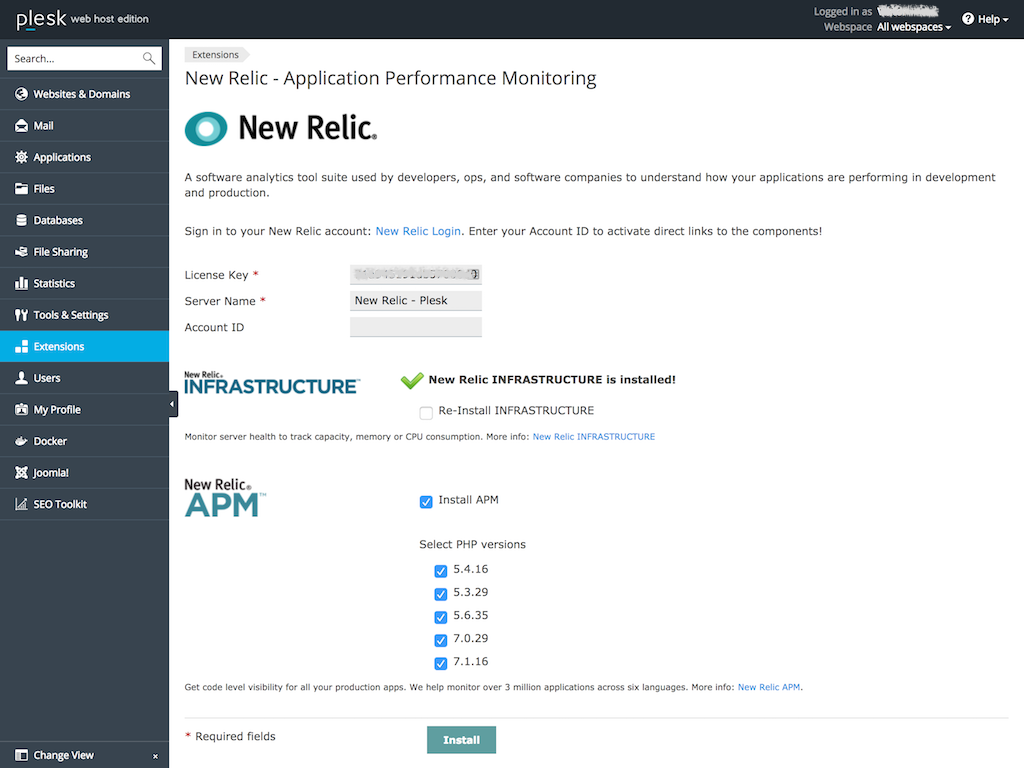 plesk web host edition
Logged in as
Webspace All webspaces
Help
Search...
Websites & Domains
Mail
Applications
Files
Databases
File Sharing
Statistics
Tools & Settings
Extensions
Users
My Profile
Docker
Joomla!
SEO Toolkit
Change View x
Extensions
New Relic - Application Performance Monitoring
New Relic®
A software analytics tool suite used by developers, ops, and software companies to understand how your applications are performing in development
and production.
Sign in to your New Relic account: New Relic Login. Enter your Account ID to activate direct links to the components!
License Key *
Server Name * New Relic - Plesk
Account ID
New Relic®
INFRASTRUCTURE™
New Relic INFRASTRUCTURE is installed!
Re-Install INFRASTRUCTURE
Monitor server health to track capacity, memory or CPU consumption. More info: New Relic INFRASTRUCTURE
New Relic®
APM™
Install APM
Select PHP versions
5.4.16
5.3.29
5.6.35
7.0.29
7.1.16
Get code level visibility for all your production apps. We help monitor over 3 million applications across six languages. More info: New Relic APM.
* Required fields
Install